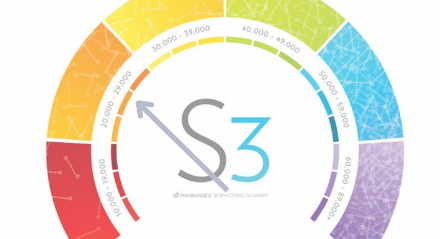 30,000 - 39,000
40,000 - 49,000
20,000 - 29,000
50,000 - 59,000
10,000 - 19,000
60,000 - 89,000+
S3
PHARMANEX BIOPHOTONIC SCANNER